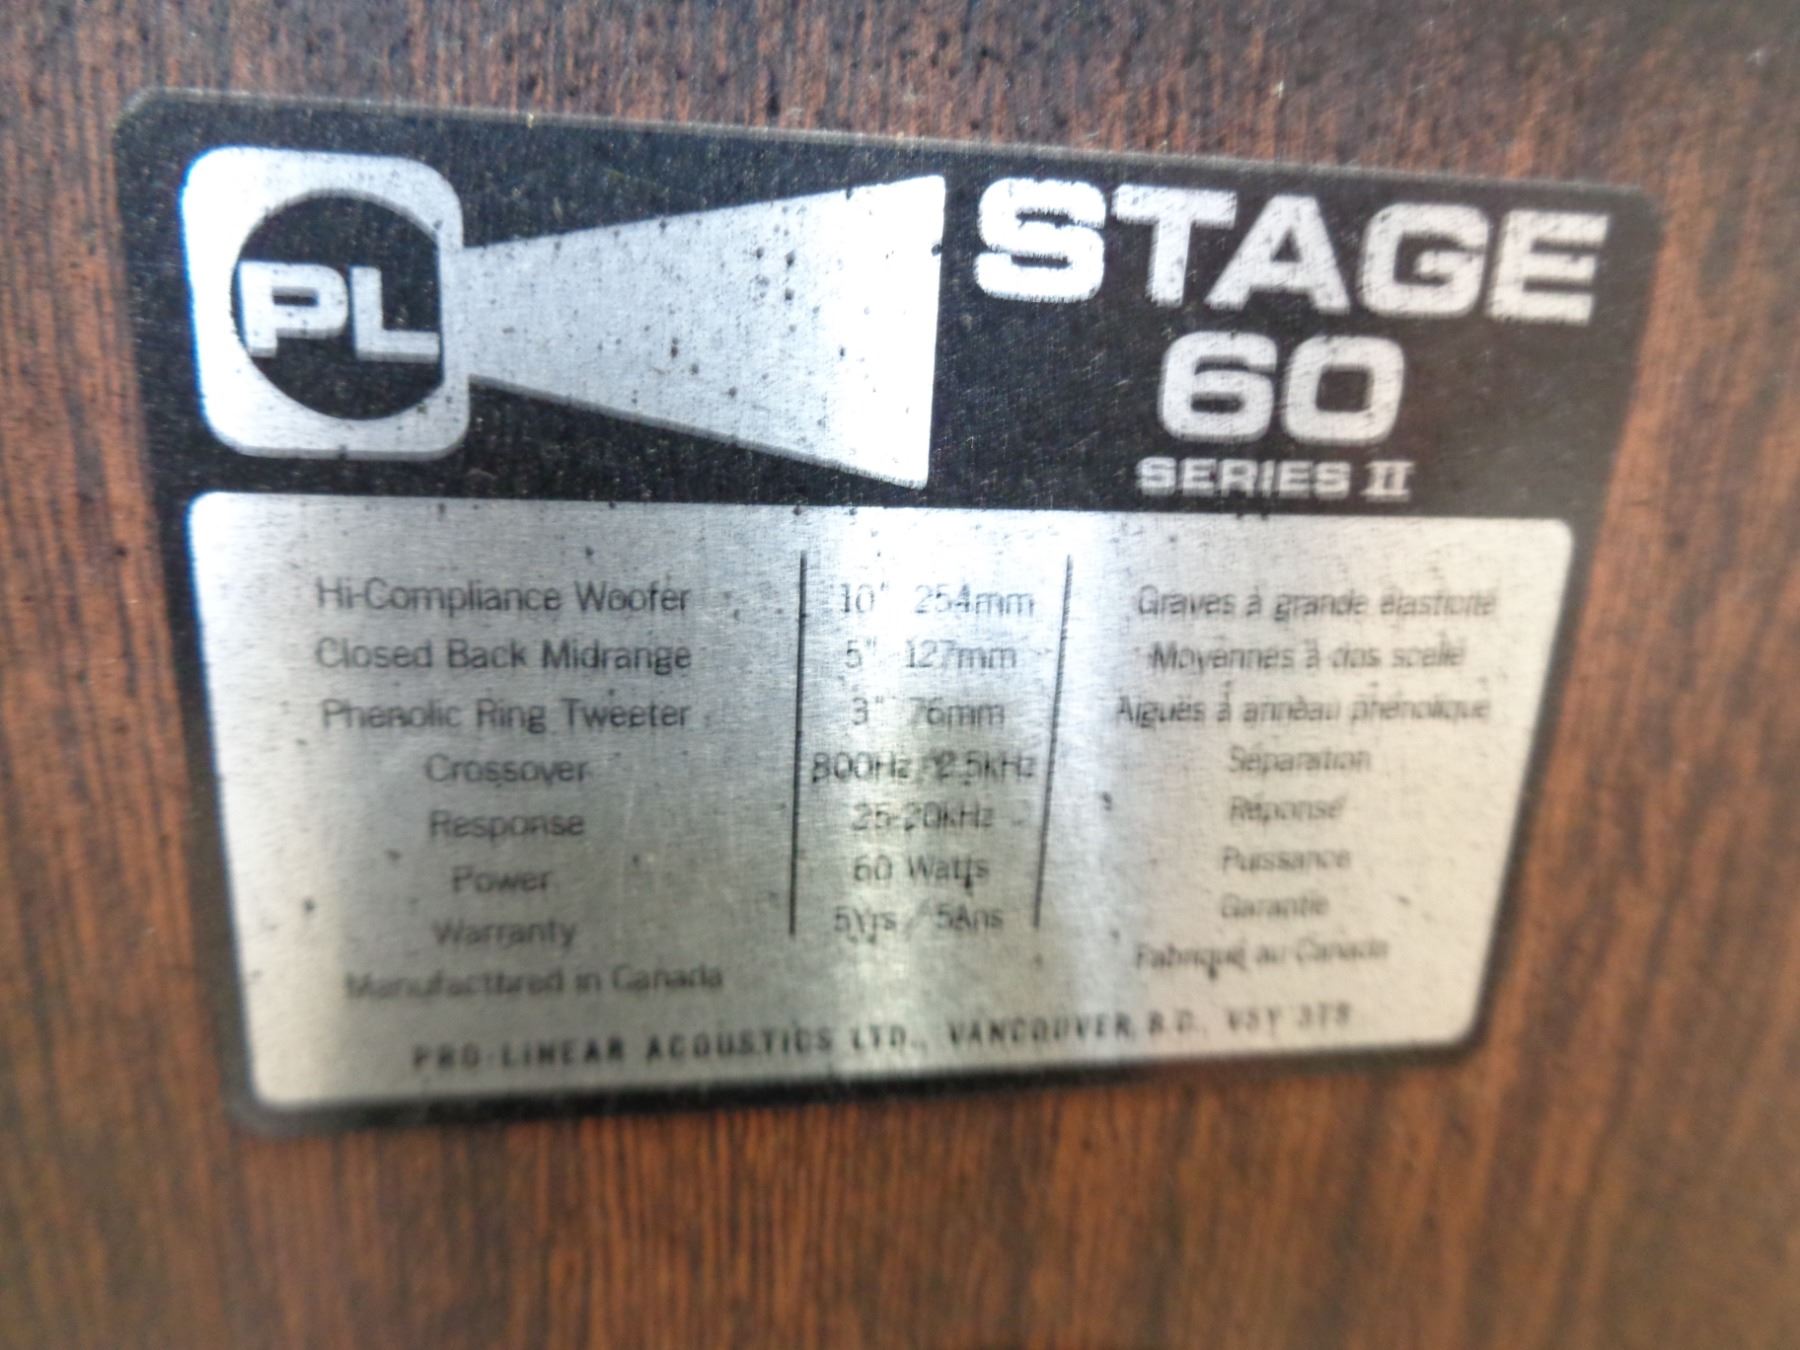 PL
STAGE
60
SERIES II
Hi-Compliance Woofer 10" 254mm Graves à grande élasticité
Closed Back Midrange 5" 127mm Moyennes à dos scellé
Phenolic Ring Tweeter 3" 76mm Aigues à anneau phénolique
Crossover 800Hz/2.5kHz Séparation
Response 25-20kHz Réponse
Power 60 Watts Puissance
Warranty 5Yrs / 5Ans Garantie
Manufactured in Canada Fabriqué au Canada
PRO-LINEAR ACOUSTICS LTD., VANCOUVER, B.C. V5Y